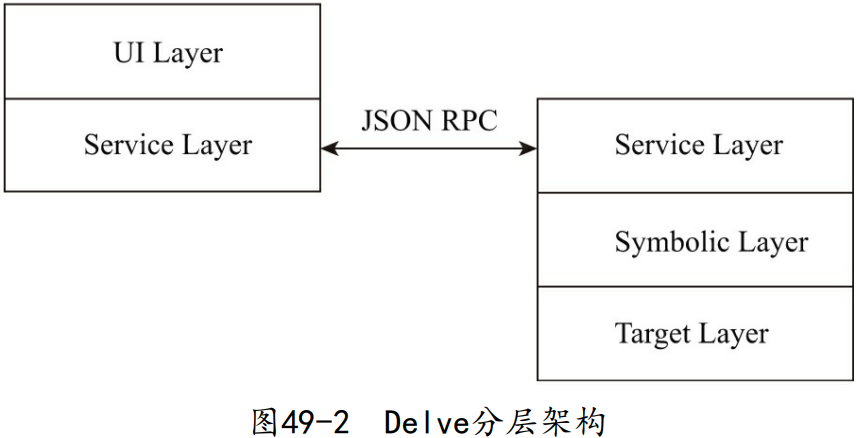 UI Layer
Service Layer
JSON RPC
Service Layer
Symbolic Layer
Target Layer
图49-2 Delve分层架构